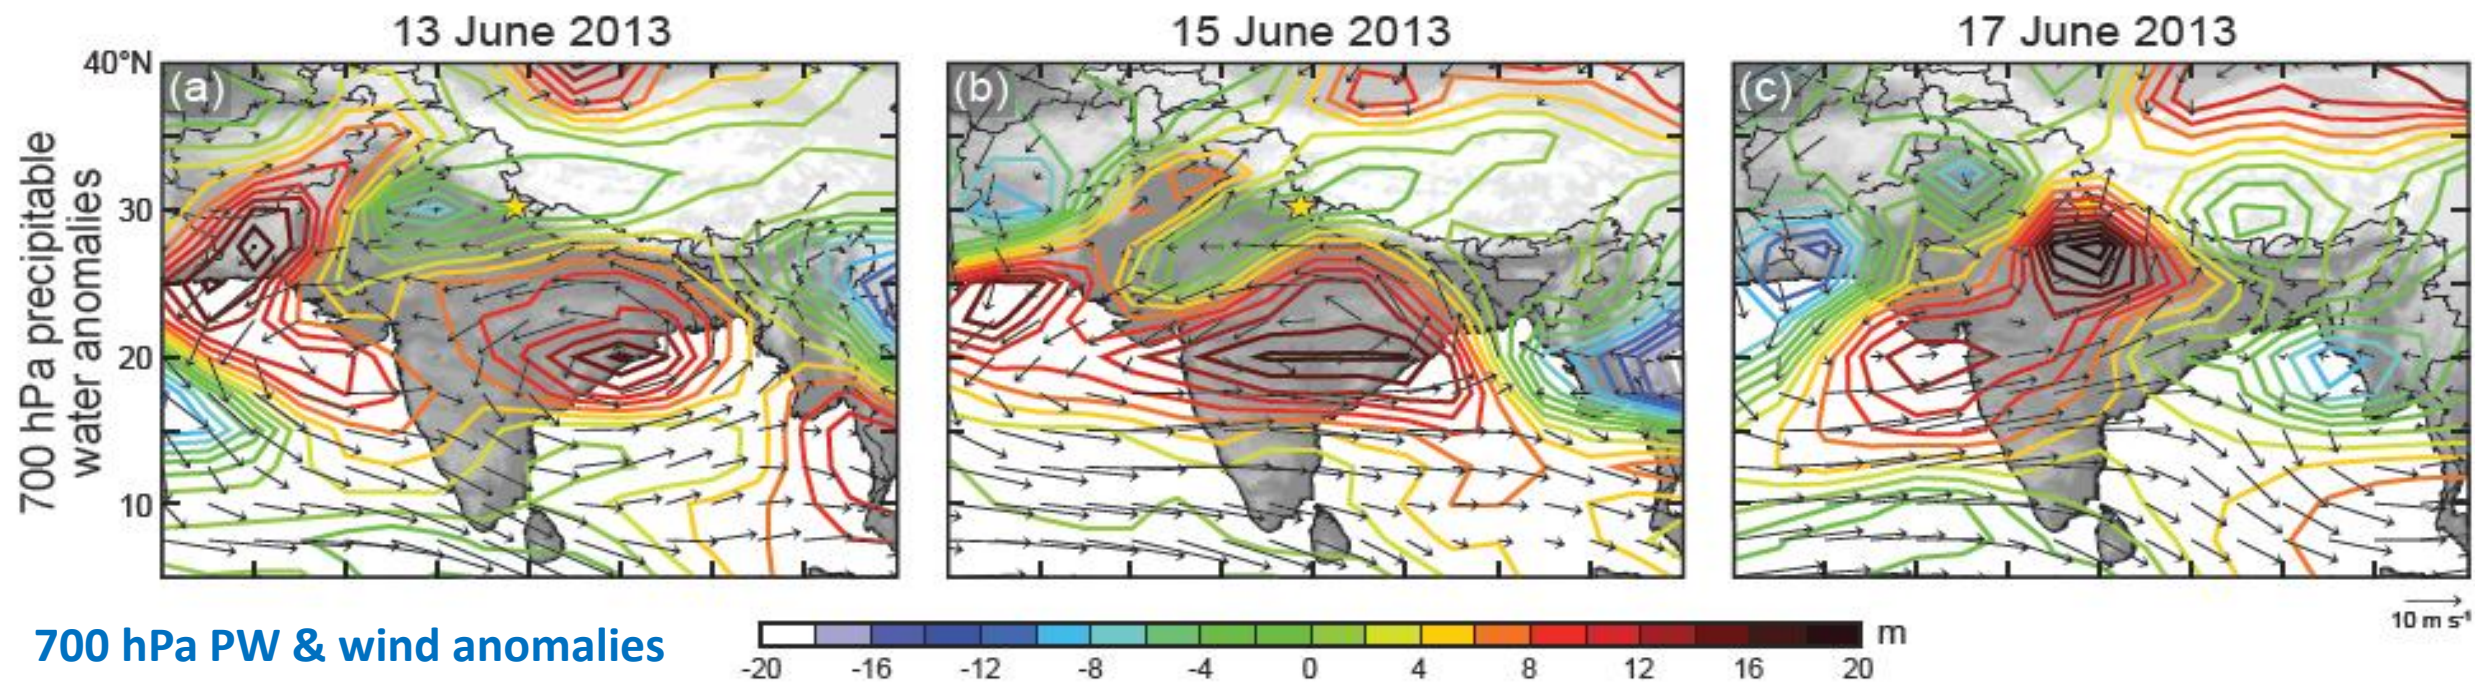 13 June 2013
15 June 2013
17 June 2013
700 hPa precipitable
water anomalies
40°N
30
20
10
(a)
(b)
(c)
10 m s⁻¹
700 hPa PW & wind anomalies
-20 -16 -12 -8 -4 0 4 8 12 16 20
m